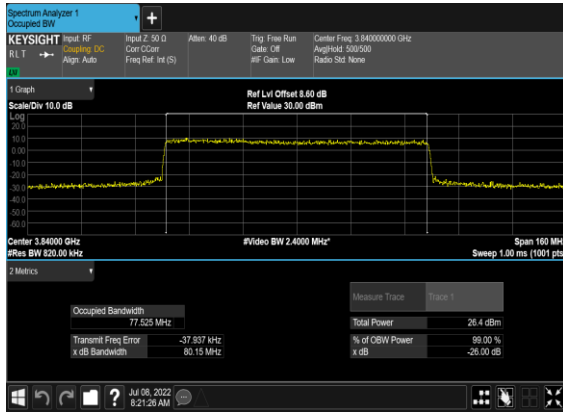 Spectrum Analyzer 1
Occupied BW
+
KEYSIGHT Input: RF Input Z: 50 Ω Atten: 40 dB Trig: Free Run Center Freq: 3.840000000 GHz
RLT Coupling: DC Corr CCorr Gate: Off Avg|Hold: 500/500
Align: Auto Freq Ref: Int (S) #IF Gain: Low Radio Std: None
LXI
1 Graph
Ref Lvl Offset 8.60 dB
Scale/Div 10.0 dB Ref Value 30.00 dBm
Log
20.0
10.0
0.00
-10.0
-20.0
-30.0
-40.0
-50.0
-60.0
Center 3.84000 GHz #Video BW 2.4000 MHz* Span 160 MH
#Res BW 820.00 kHz Sweep 1.00 ms (1001 pts
2 Metrics
Measure Trace Trace 1
Occupied Bandwidth
77.525 MHz Total Power 26.4 dBm
Transmit Freq Error -37.937 kHz % of OBW Power 99.00 %
x dB Bandwidth 80.15 MHz x dB -26.00 dB
? Jul 08, 2022
8:21:26 AM